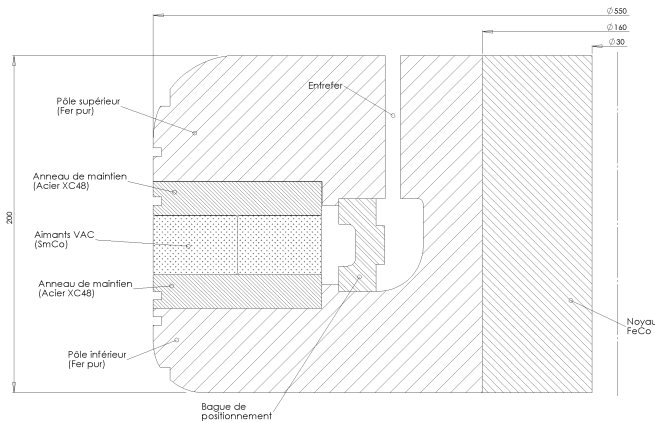 Ø550
Ø160
Ø30
Entrefer
Pôle supérieur
(Fer pur)
Anneau de maintien
(Acier XC48)
200
Aimants VAC
(SmCo)
Anneau de maintien
(Acier XC48)
Noyau
FeCo
Pôle inférieur
(Fer pur)
Bague de
positionnement